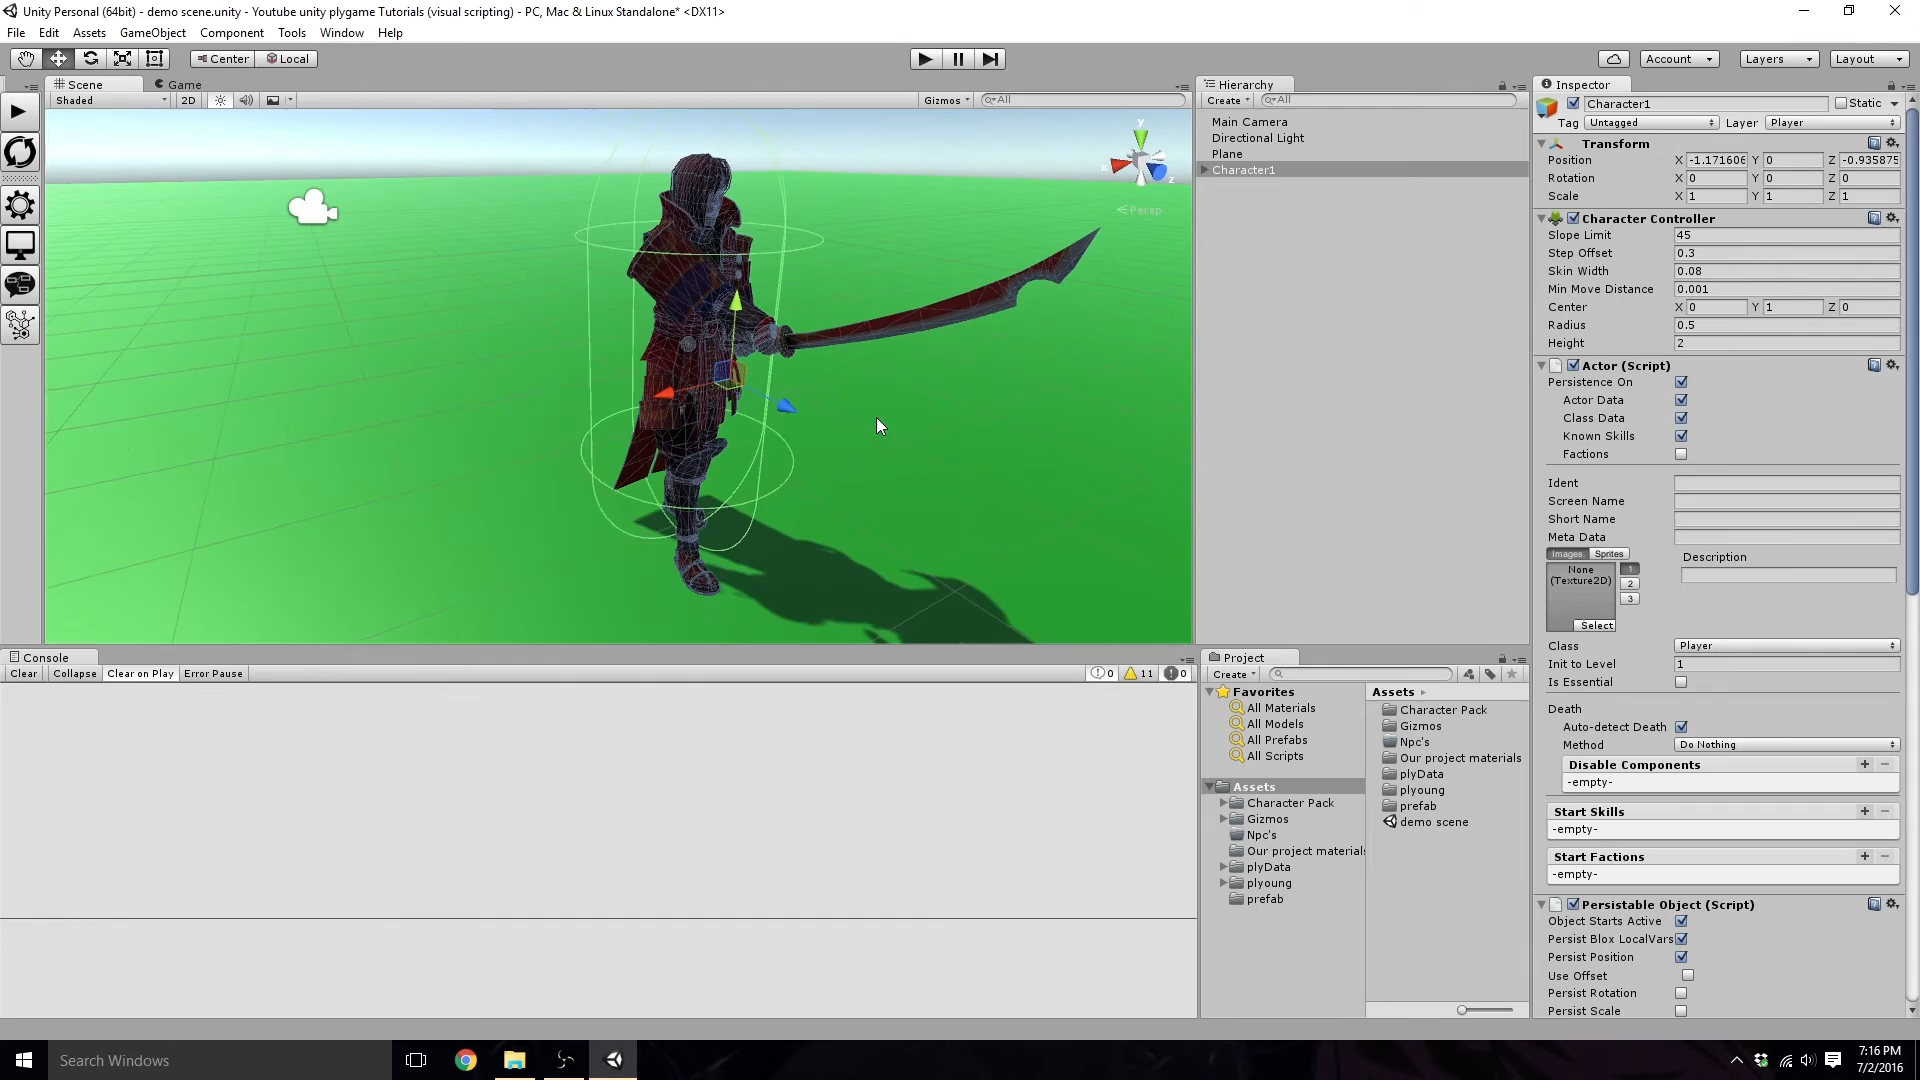 Unity Personal (64bit) - demo scene.unity - Youtube unity plygame Tutorials (visual scripting) - PC, Mac & Linux Standalone* <DX11>
File Edit Assets GameObject Component Tools Window Help
Center Local Account Layers Layout
Scene Game Hierarchy Inspector
Shaded 2D Gizmos All Create All
Character1 Static
Tag Untagged Layer Player
Main Camera
Directional Light
Plane
Character1
y
x
z
Persp
Transform
Position X -1.171606 Y 0 Z -0.935875
Rotation X 0 Y 0 Z 0
Scale X 1 Y 1 Z 1
Character Controller
Slope Limit 45
Step Offset 0.3
Skin Width 0.08
Min Move Distance 0.001
Center X 0 Y 1 Z 0
Radius 0.5
Height 2
Actor (Script)
Persistence On
Actor Data
Class Data
Known Skills
Factions
Ident
Screen Name
Short Name
Meta Data
Images Sprites Description
None
(Texture2D)
1
2
3
Select
Class Player
Init to Level 1
Is Essential
Death
Auto-detect Death
Method Do Nothing
Disable Components + −
-empty-
Start Skills + −
-empty-
Start Factions + −
-empty-
Persistable Object (Script)
Object Starts Active
Persist Blox LocalVars
Persist Position
Use Offset
Persist Rotation
Persist Scale
Console
Clear Collapse Clear on Play Error Pause 0 11 0
Project
Create
Favorites
All Materials
All Models
All Prefabs
All Scripts
Assets
Character Pack
Gizmos
Npc's
Our project materials
plyData
plyoung
prefab
Assets
Character Pack
Gizmos
Npc's
Our project materials
plyData
plyoung
prefab
demo scene
Search Windows
7:16 PM
7/2/2016